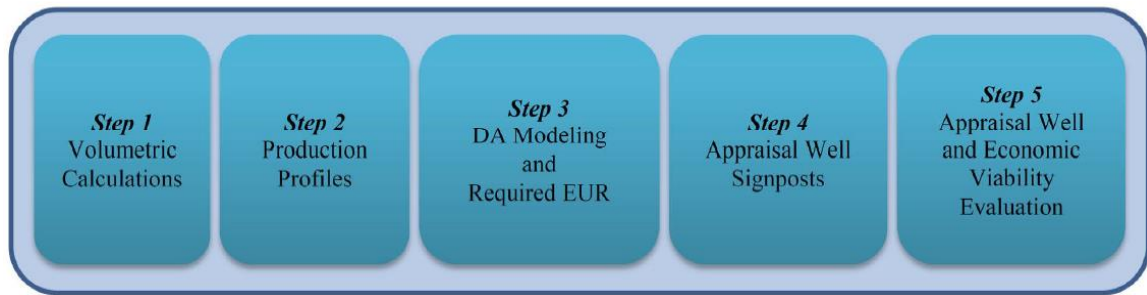 Step 1
Volumetric
Calculations
Step 2
Production
Profiles
Step 3
DA Modeling
and
Required EUR
Step 4
Appraisal Well
Signposts
Step 5
Appraisal Well
and Economic
Viability
Evaluation